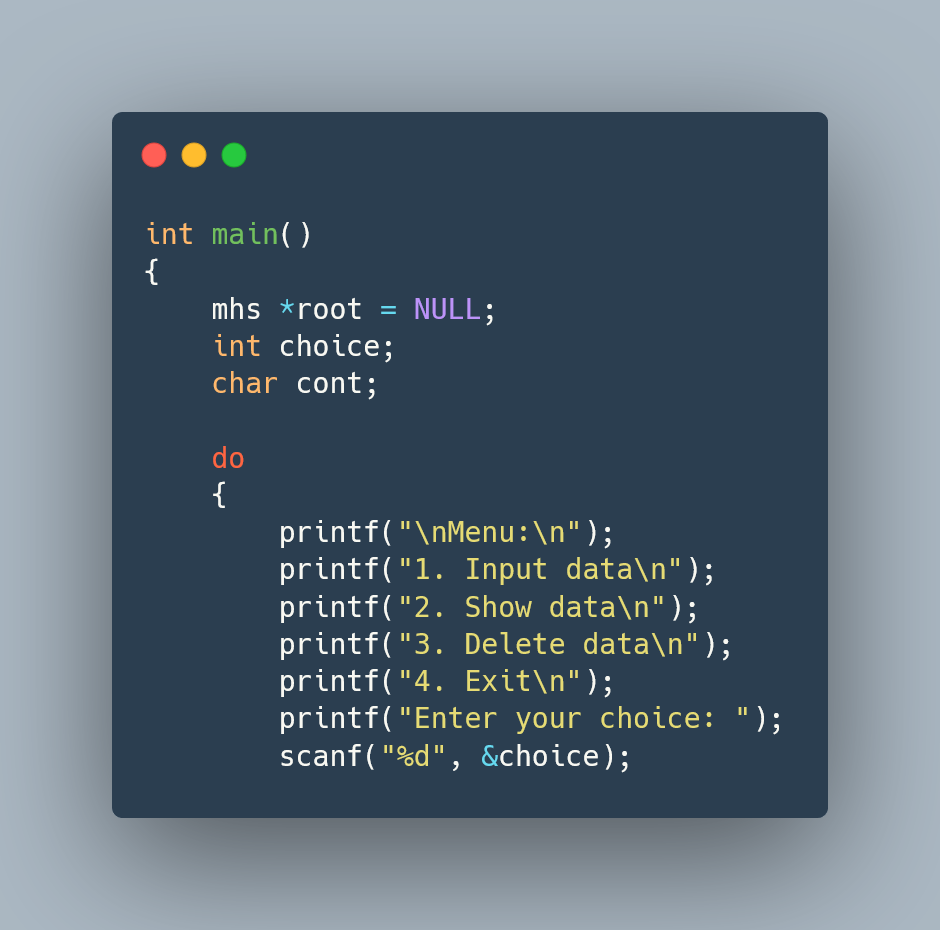 int main()
{
    mhs *root = NULL;
    int choice;
    char cont;

    do
    {
        printf("\nMenu:\n");
        printf("1. Input data\n");
        printf("2. Show data\n");
        printf("3. Delete data\n");
        printf("4. Exit\n");
        printf("Enter your choice: ");
        scanf("%d", &choice);